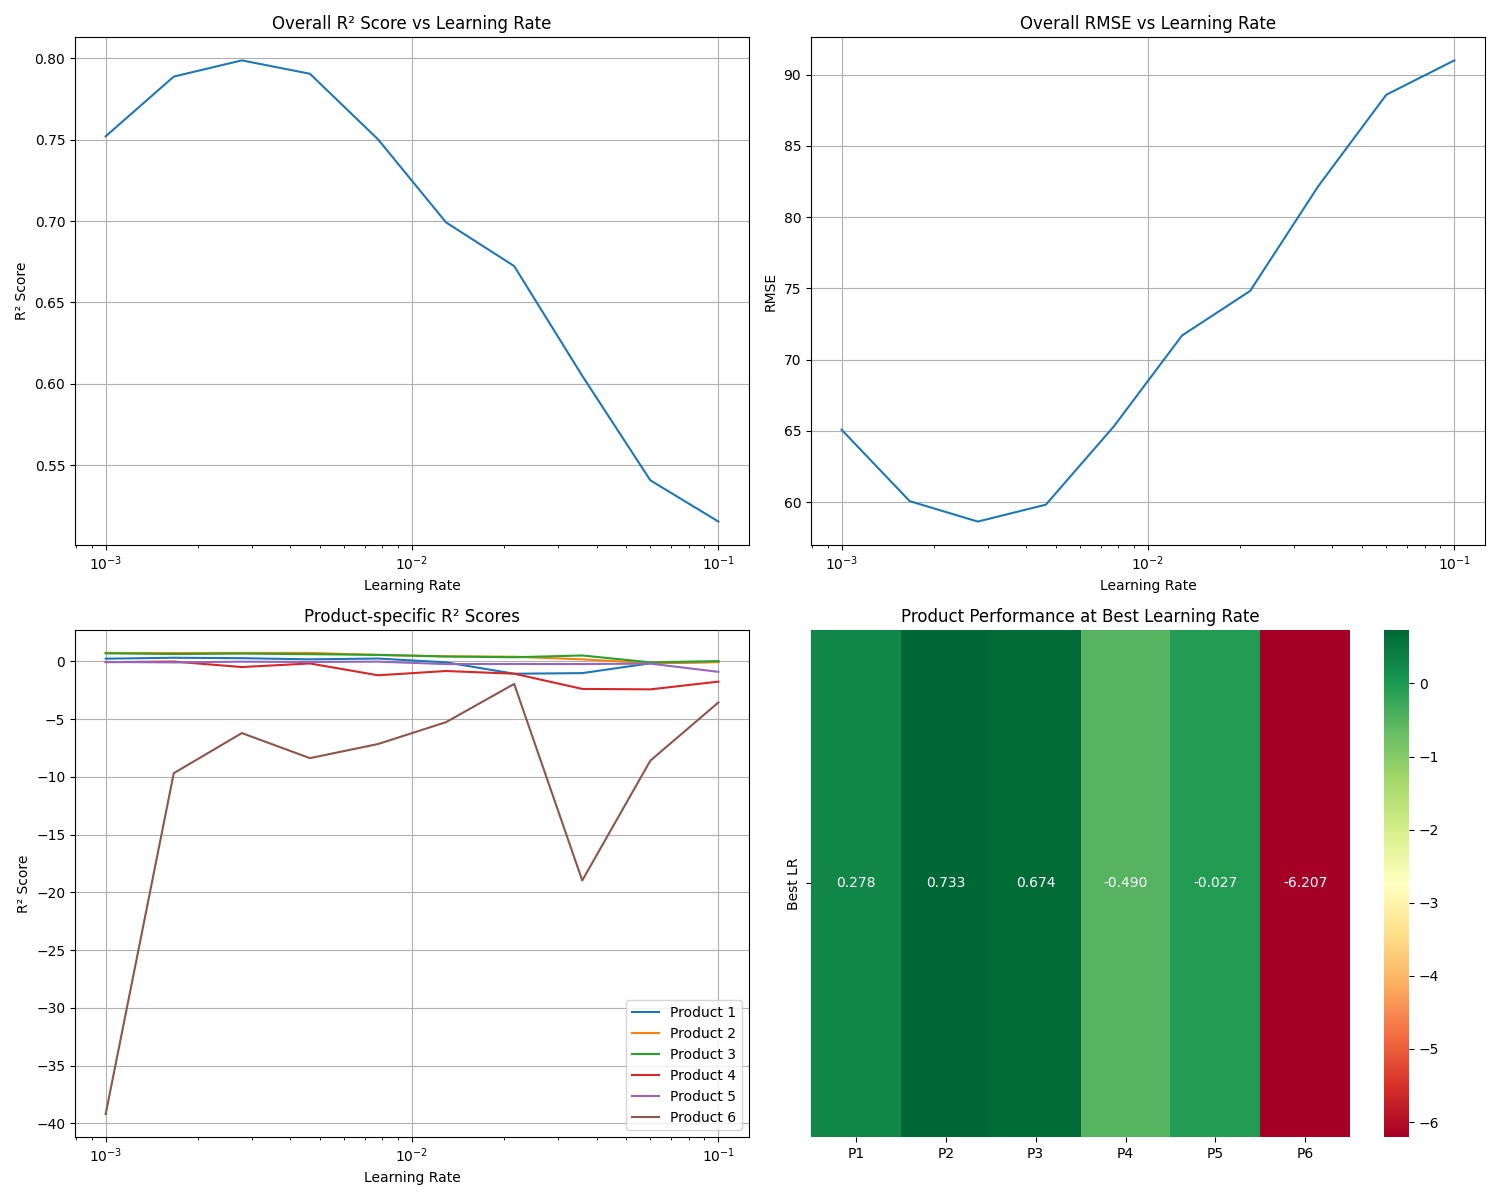 Overall R² Score vs Learning Rate
R² Score
0.80
0.75
0.70
0.65
0.60
0.55
10⁻³
10⁻²
10⁻¹
Learning Rate
Overall RMSE vs Learning Rate
RMSE
90
85
80
75
70
65
60
10⁻³
10⁻²
10⁻¹
Learning Rate
Product-specific R² Scores
R² Score
0
−5
−10
−15
−20
−25
−30
−35
−40
Product 1
Product 2
Product 3
Product 4
Product 5
Product 6
10⁻³
10⁻²
10⁻¹
Learning Rate
Product Performance at Best Learning Rate
Best LR
0.278 0.733 0.674 -0.490 -0.027 -6.207
P1 P2 P3 P4 P5 P6
0
−1
−2
−3
−4
−5
−6